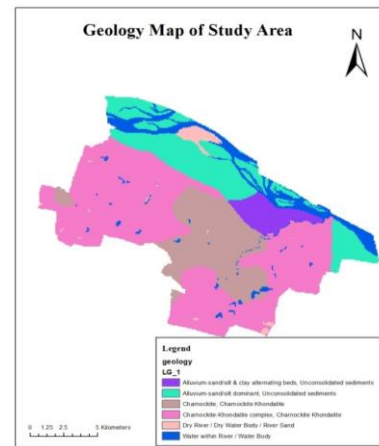 Geology Map of Study Area
N
Legend
geology
LG_1
Alluvium-sand/silt & clay alternating beds, Unconsolidated sediments
Alluvium-sand/silt dominant, Unconsolidated sediments
Charnockite, Charnockite Khondalite
Charnockite-Khondalite complex, Charnockite Khondalite
Dry River / Dry Water Body / River Sand
Water within River / Water Body
0 1.25 2.5 5 Kilometers